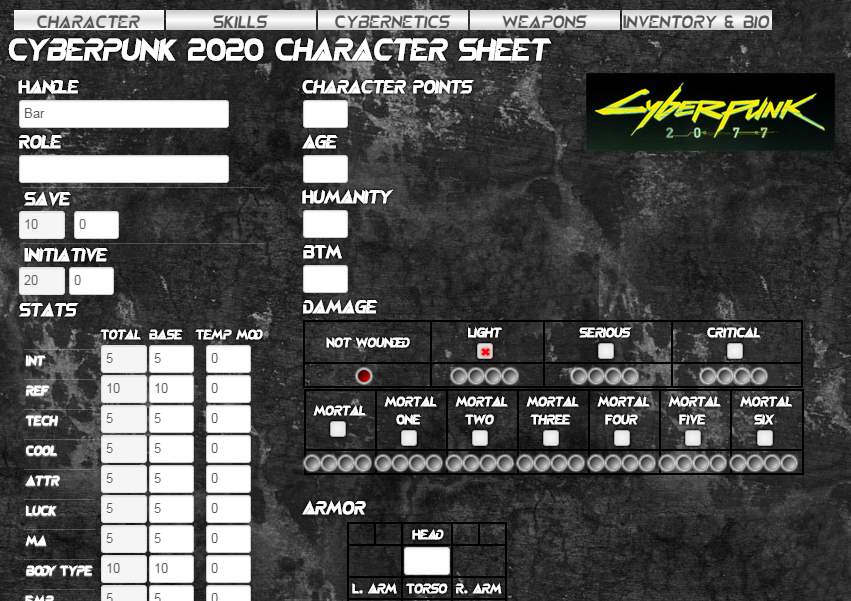 CHARACTER SKILLS CYBERNETICS WEAPONS INVENTORY & BIO
CYBERPUNK 2020 CHARACTER SHEET
HANDLE
Bar
ROLE
SAVE
10 0
INITIATIVE
20 0
STATS
TOTAL BASE TEMP MOD
INT 5 5 0
REF 10 10 0
TECH 5 5 0
COOL 5 5 0
ATTR 5 5 0
LUCK 5 5 0
MA 5 5 0
BODY TYPE 10 10 0
EMP 5 5 0
CHARACTER POINTS
AGE
HUMANITY
BTM
DAMAGE
NOT WOUNDED LIGHT SERIOUS CRITICAL
MORTAL MORTAL ONE MORTAL TWO MORTAL THREE MORTAL FOUR MORTAL FIVE MORTAL SIX
ARMOR
HEAD
L. ARM TORSO R. ARM
Cyberpunk
2077